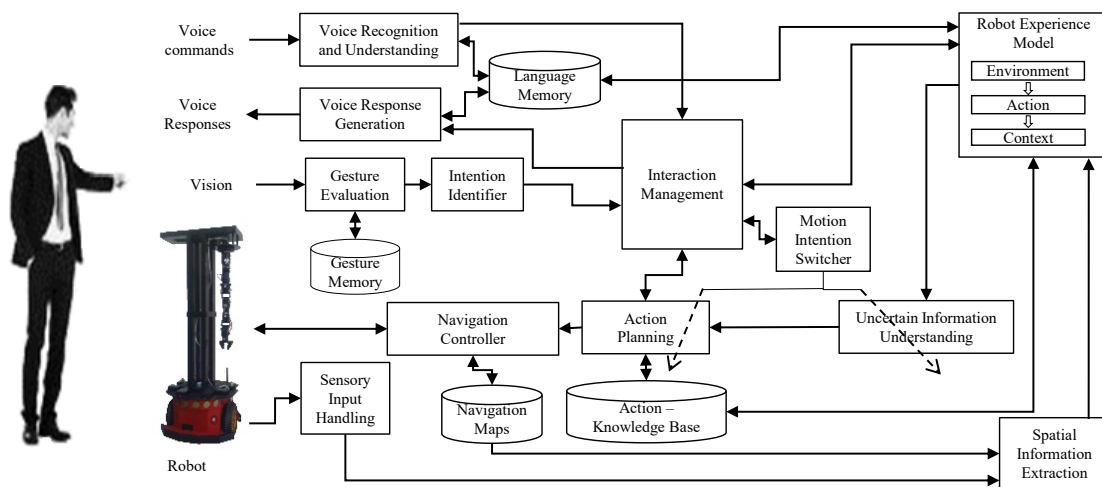 Voice
commands
Voice Recognition
and Understanding
Language
Memory
Robot Experience
Model
Environment
Action
Context
Voice
Responses
Voice Response
Generation
Vision
Gesture
Evaluation
Intention
Identifier
Interaction
Management
Gesture
Memory
Motion
Intention
Switcher
Navigation
Controller
Action
Planning
Uncertain Information
Understanding
Sensory
Input
Handling
Navigation
Maps
Action –
Knowledge Base
Spatial
Information
Extraction
Robot